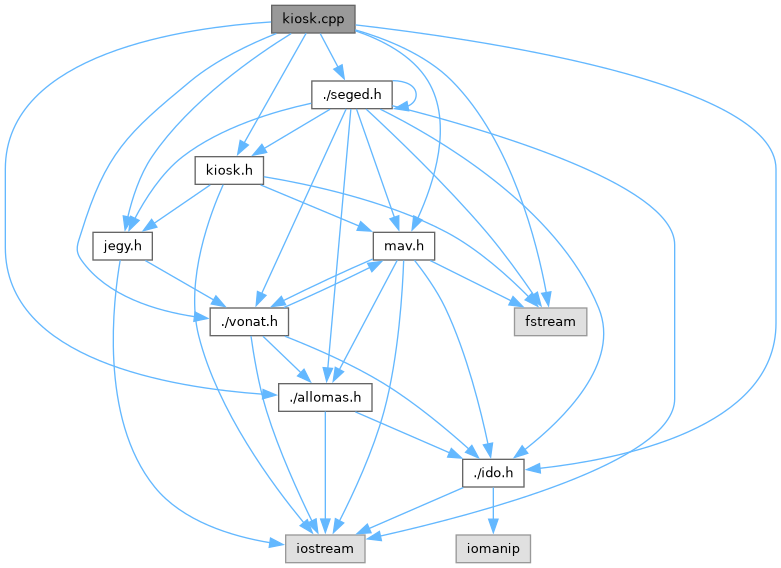 kiosk.cpp
./seged.h
kiosk.h
jegy.h
mav.h
./vonat.h
fstream
./allomas.h
./ido.h
iostream
iomanip